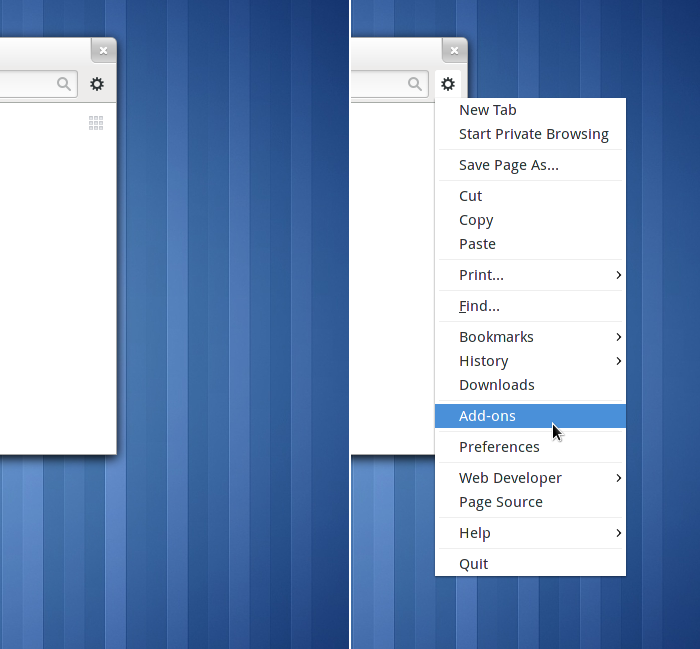 New Tab
Start Private Browsing
Save Page As...
Cut
Copy
Paste
Print...
Find...
Bookmarks
History
Downloads
Add-ons
Preferences
Web Developer
Page Source
Help
Quit